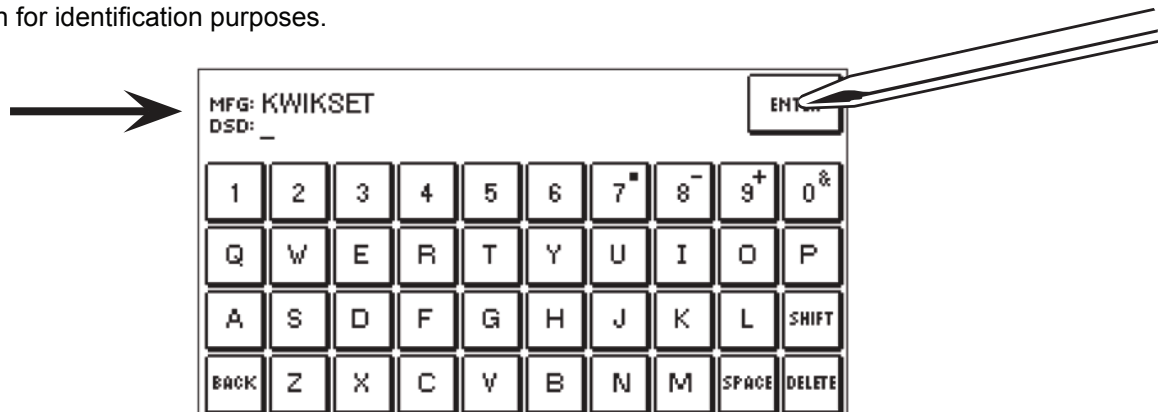 for identification purposes.
MFG: KWIKSET
ENTER
DSD: _
1 2 3 4 5 6 7■ 8- 9+ 0&
Q W E R T Y U I O P
A S D F G H J K L SHIFT
BACK Z X C V B N M SPACE DELETE